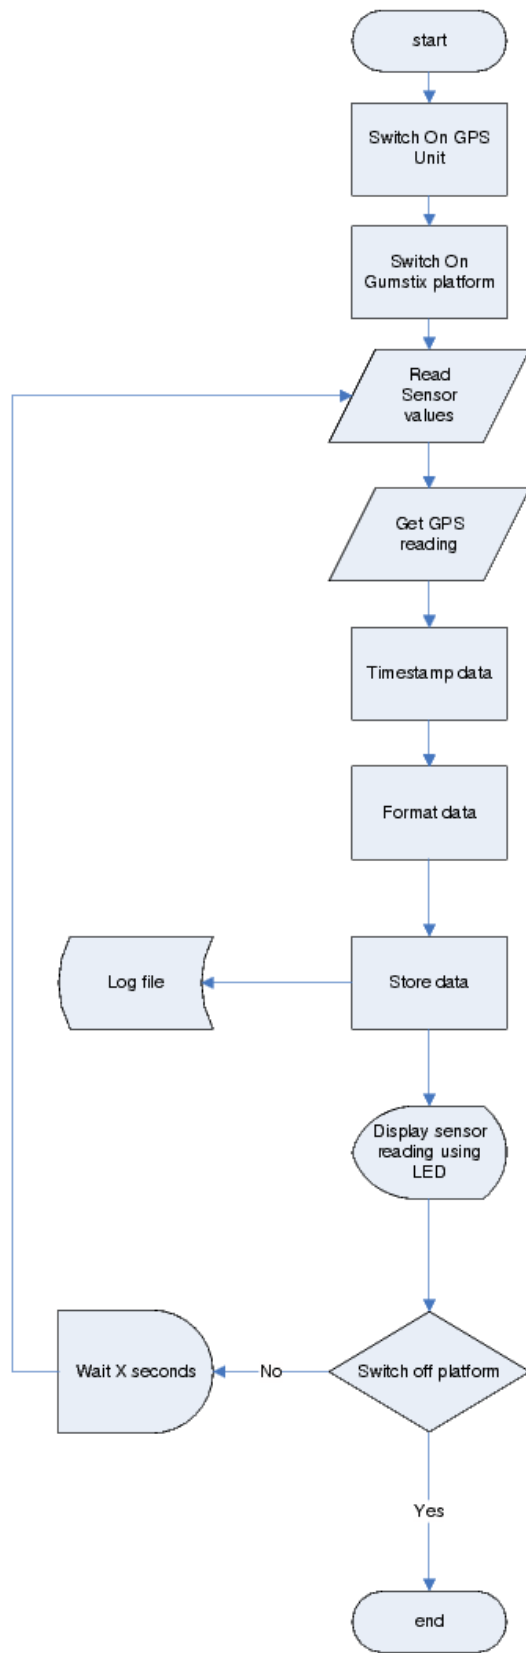 start
Switch On GPS
Unit
Switch On
Gumstix platform
Read
Sensor
values
Get GPS
reading
Timestamp data
Format data
Log file
Store data
Display sensor
reading using
LED
Wait X seconds
No
Switch off platform
Yes
end